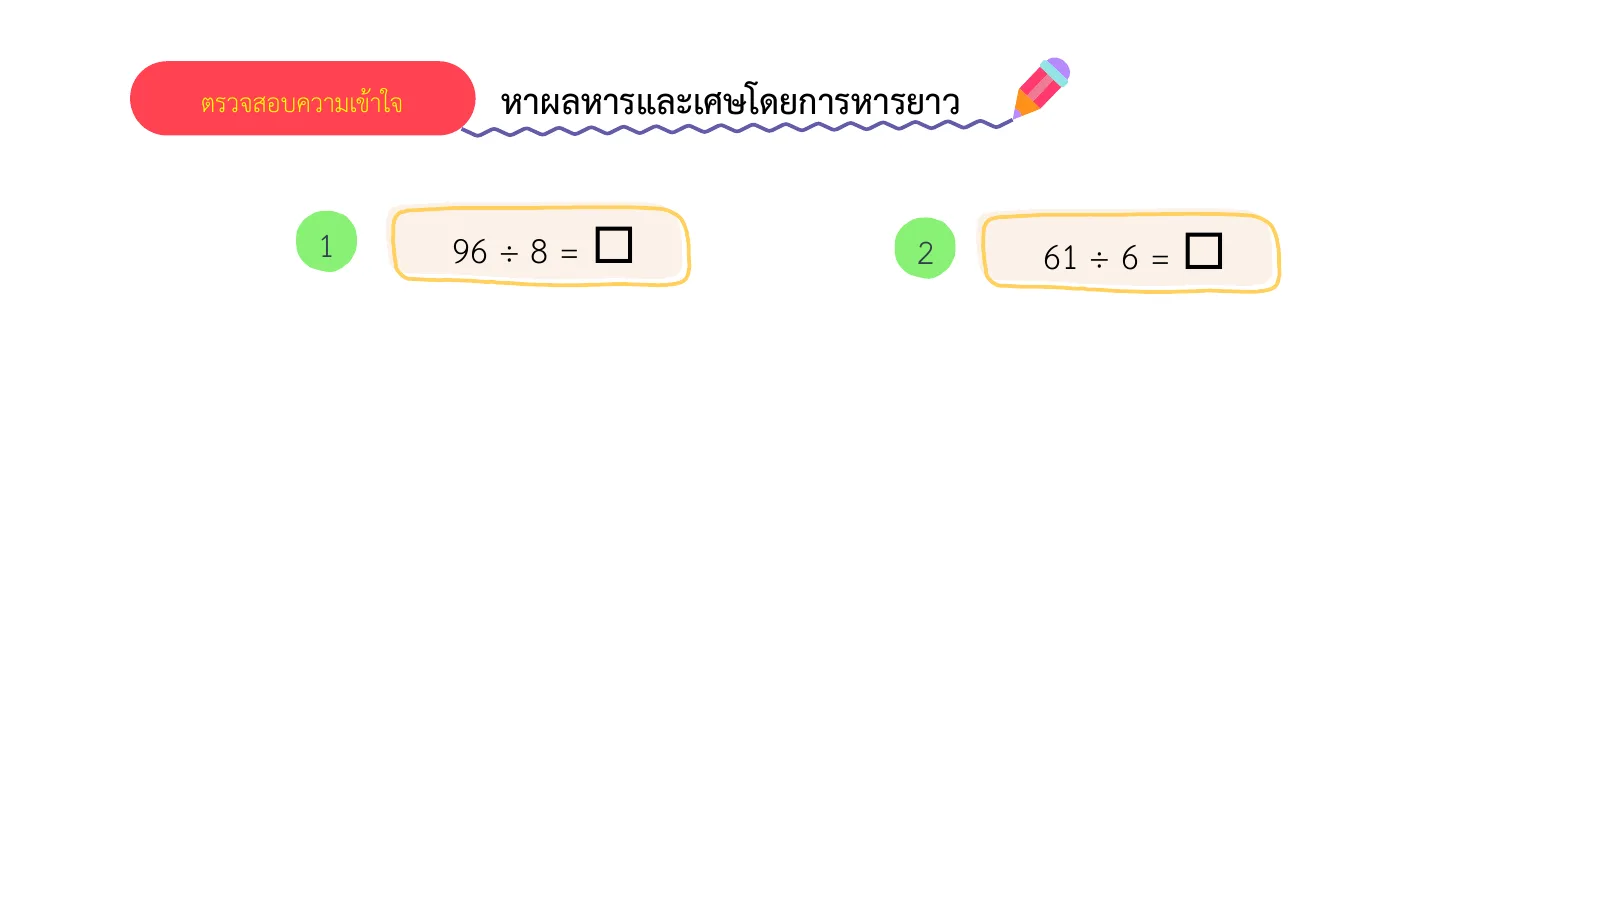 ตรวจสอบความเข้าใจ
หาผลหารและเศษโดยการหารยาว
1
96 ÷ 8 = □
2
61 ÷ 6 = □